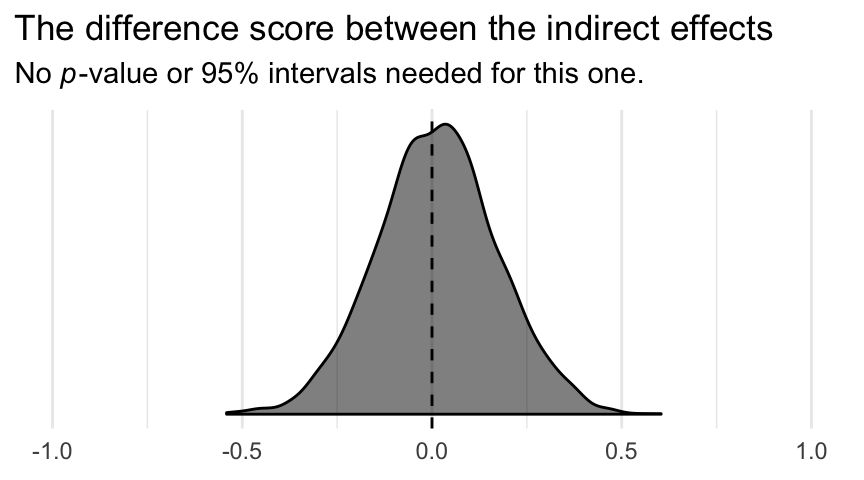 The difference score between the indirect effects
No p-value or 95% intervals needed for this one.
-1.0 -0.5 0.0 0.5 1.0